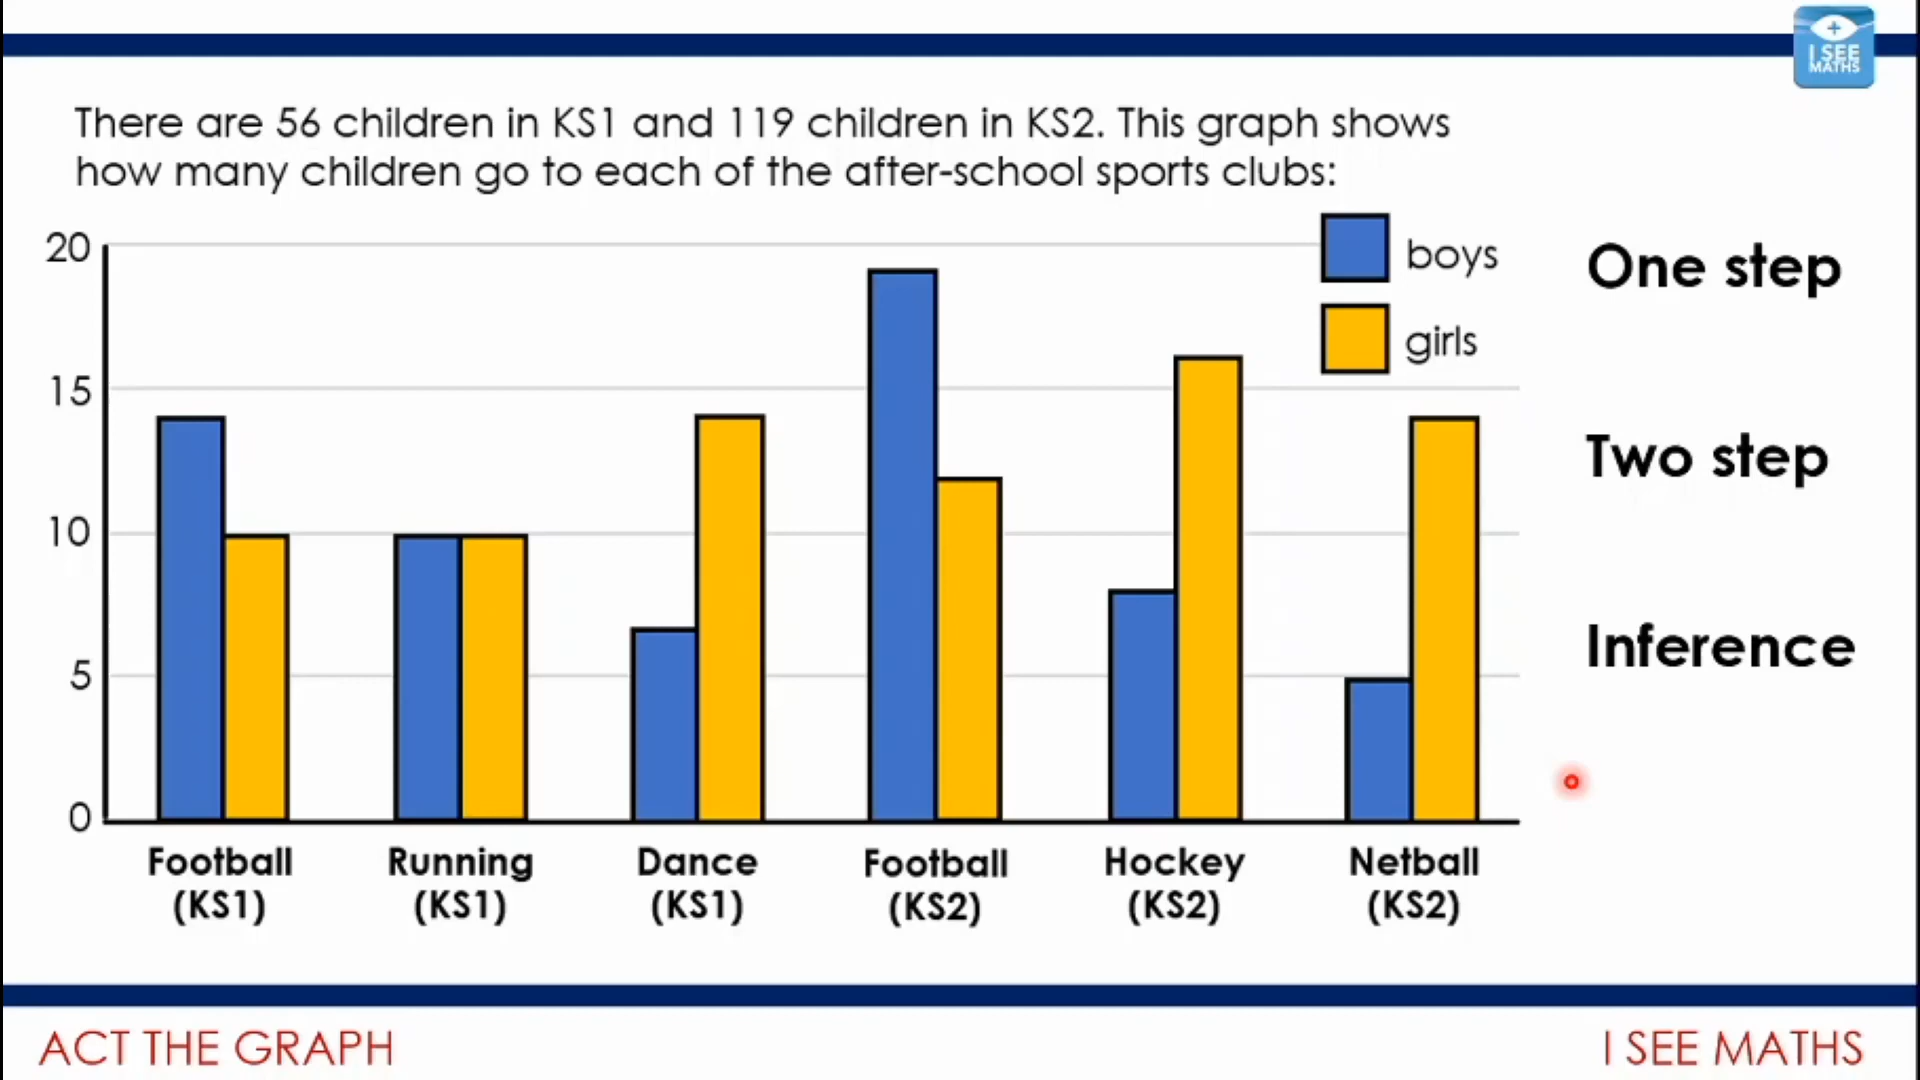 I SEE
MATHS
There are 56 children in KS1 and 119 children in KS2. This graph shows
how many children go to each of the after-school sports clubs:
boys
girls
20
15
10
5
0
Football
(KS1)
Running
(KS1)
Dance
(KS1)
Football
(KS2)
Hockey
(KS2)
Netball
(KS2)
One step
Two step
Inference
ACT THE GRAPH
I SEE MATHS